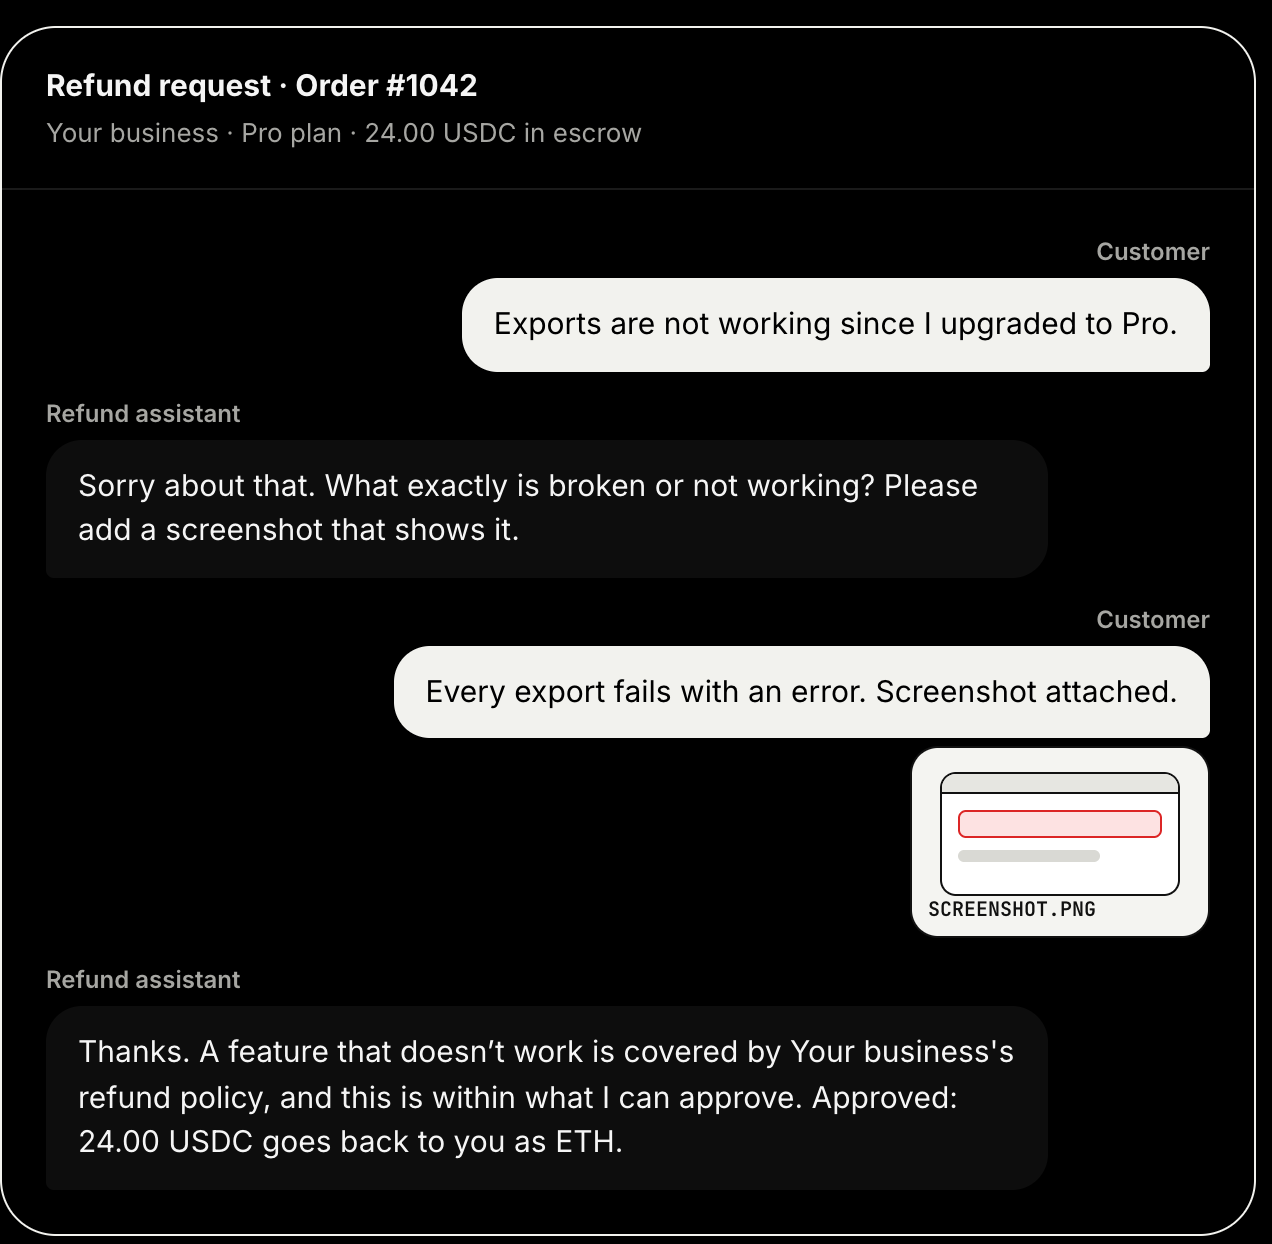 Refund request · Order #1042
Your business · Pro plan · 24.00 USDC in escrow
Customer
Exports are not working since I upgraded to Pro.
Refund assistant
Sorry about that. What exactly is broken or not working? Please
add a screenshot that shows it.
Customer
Every export fails with an error. Screenshot attached.
SCREENSHOT.PNG
Refund assistant
Thanks. A feature that doesn’t work is covered by Your business's
refund policy, and this is within what I can approve. Approved:
24.00 USDC goes back to you as ETH.